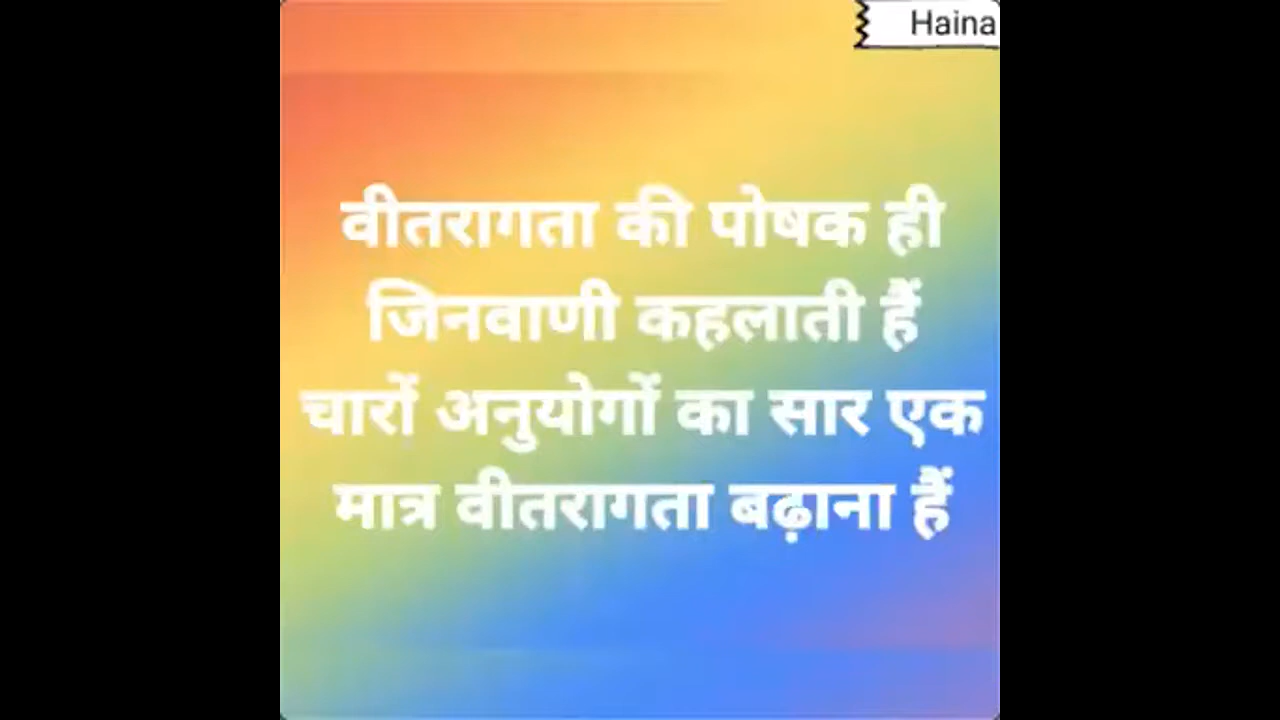 Haina
वीतरागता की पोषक ही
जिनवाणी कहलाती हैं
चारों अनुयोगों का सार एक
मात्र वीतरागता बढ़ाना हैं